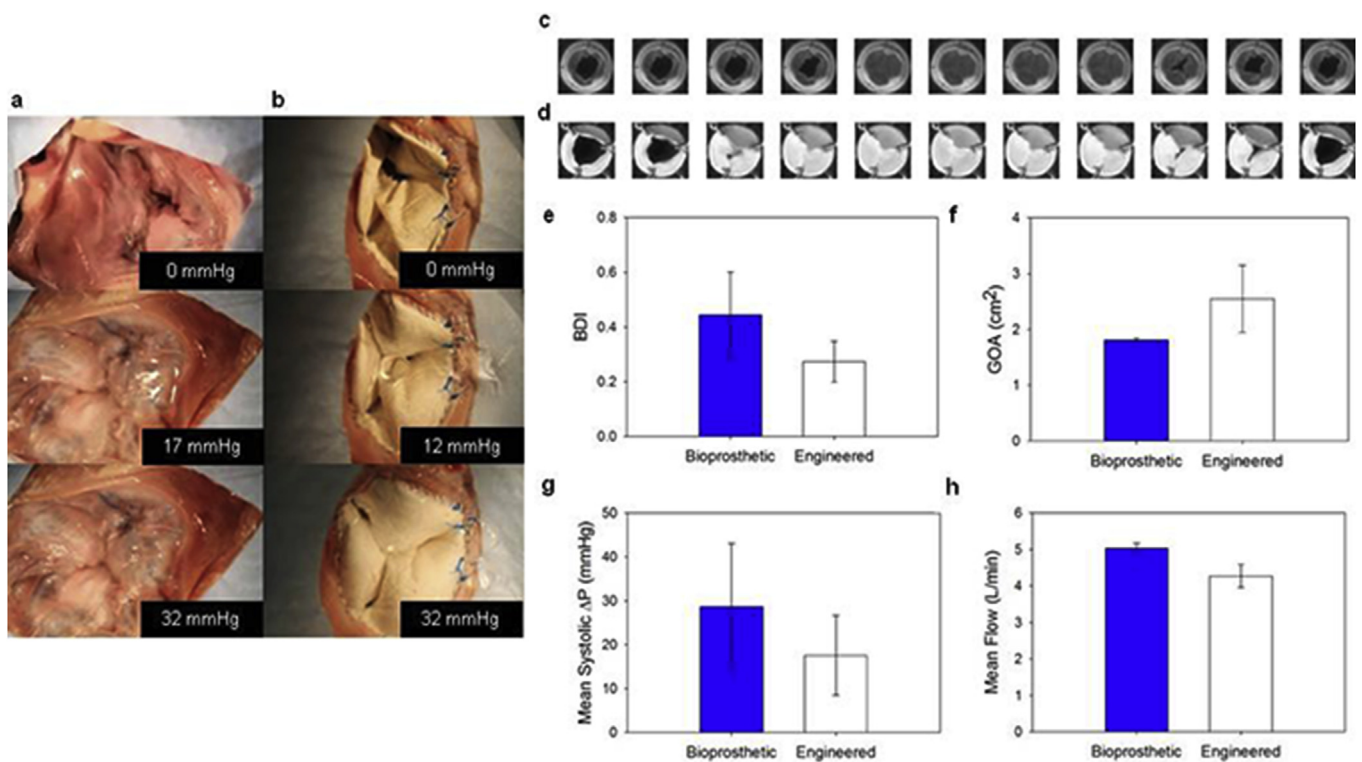 c
a
b
d
0 mmHg
17 mmHg
32 mmHg
0 mmHg
12 mmHg
32 mmHg
e
0.8
0.6
0.4
0.2
0.0
BDI
Bioprosthetic Engineered
f
4
3
2
1
0
GOA (cm²)
Bioprosthetic Engineered
g
50
40
30
20
10
0
Mean Systolic ΔP (mmHg)
Bioprosthetic Engineered
h
6
5
4
3
2
1
0
Mean Flow (L/min)
Bioprosthetic Engineered